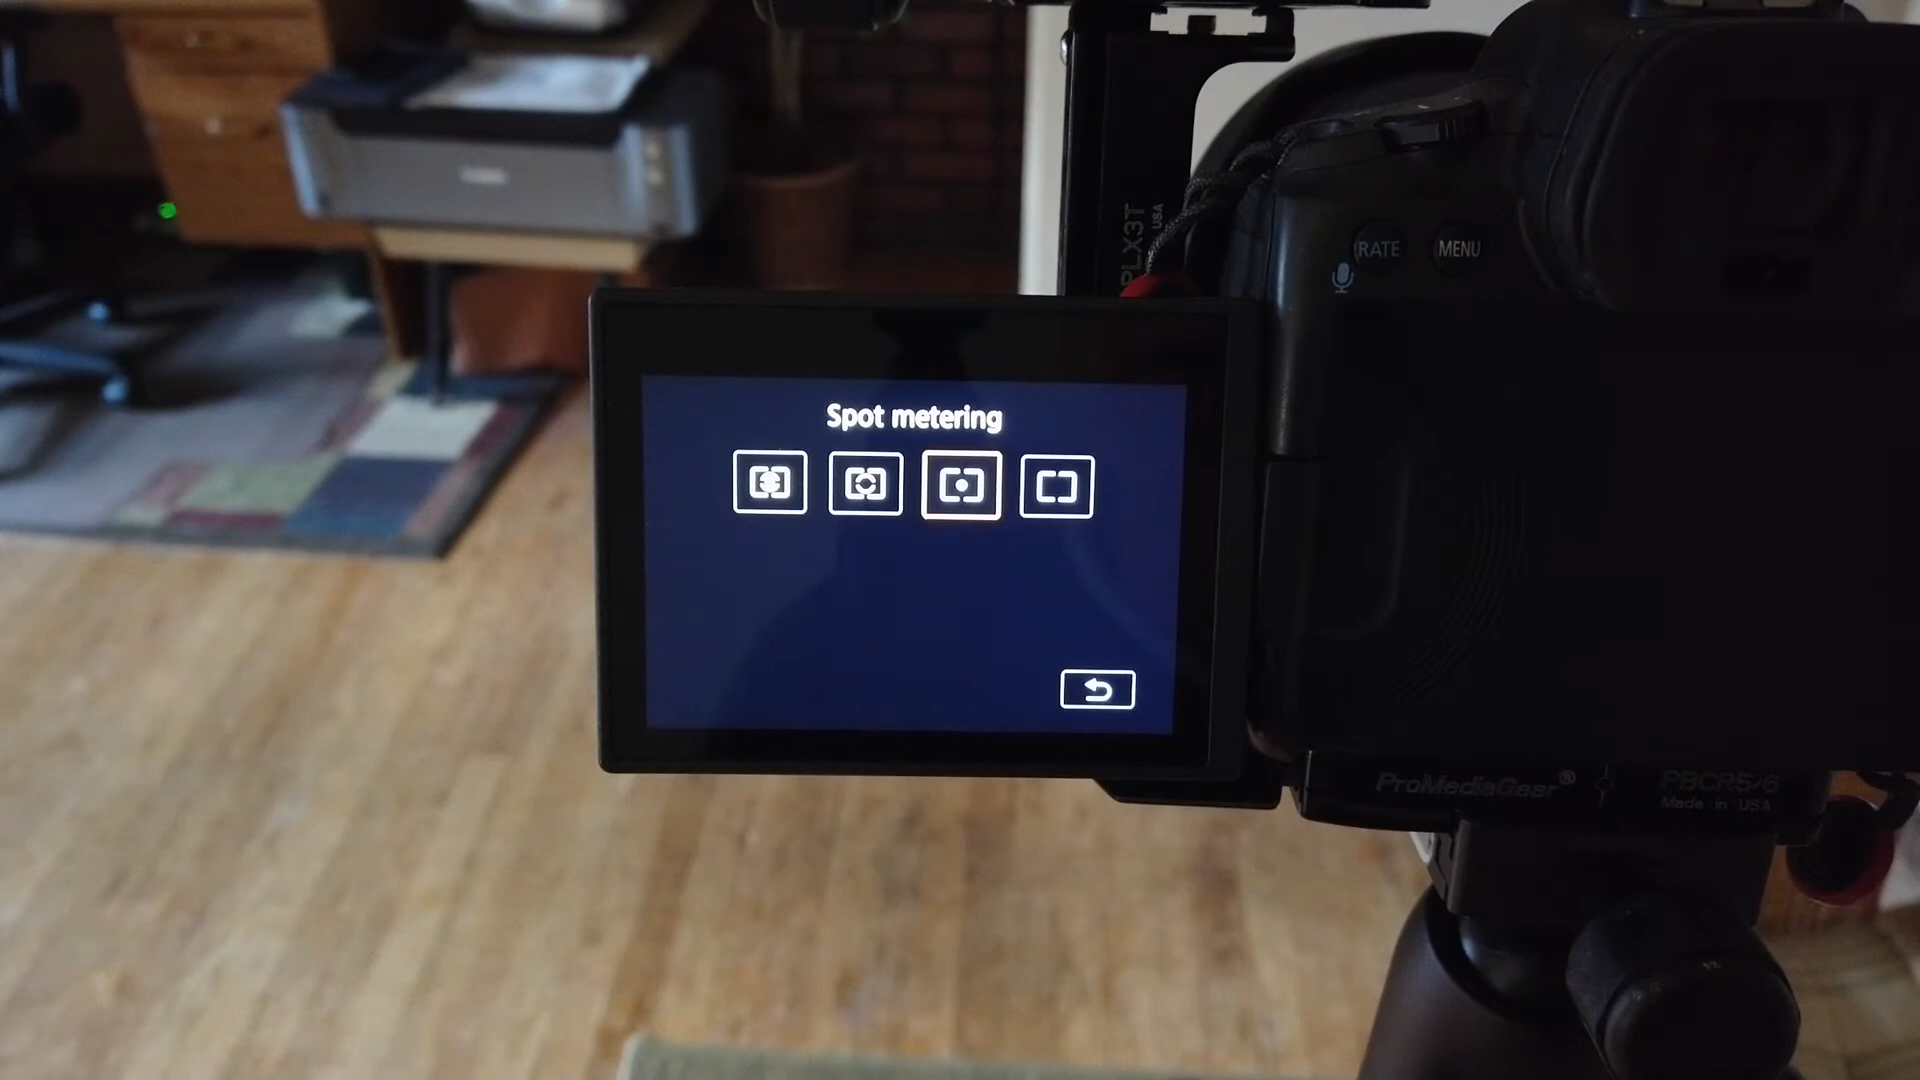 PLX3T
USA
RATE
MENU
Spot metering
ProMediaGear®
PBCR5/6
Made in USA